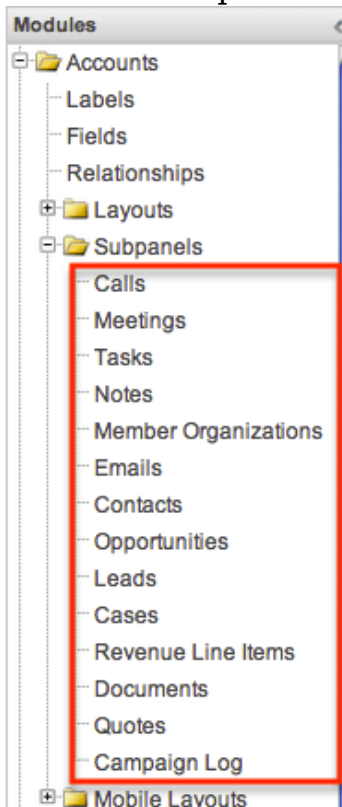 Modules
Accounts
Labels
Fields
Relationships
Layouts
Subpanels
Calls
Meetings
Tasks
Notes
Member Organizations
Emails
Contacts
Opportunities
Leads
Cases
Revenue Line Items
Documents
Quotes
Campaign Log
Mobile Layouts